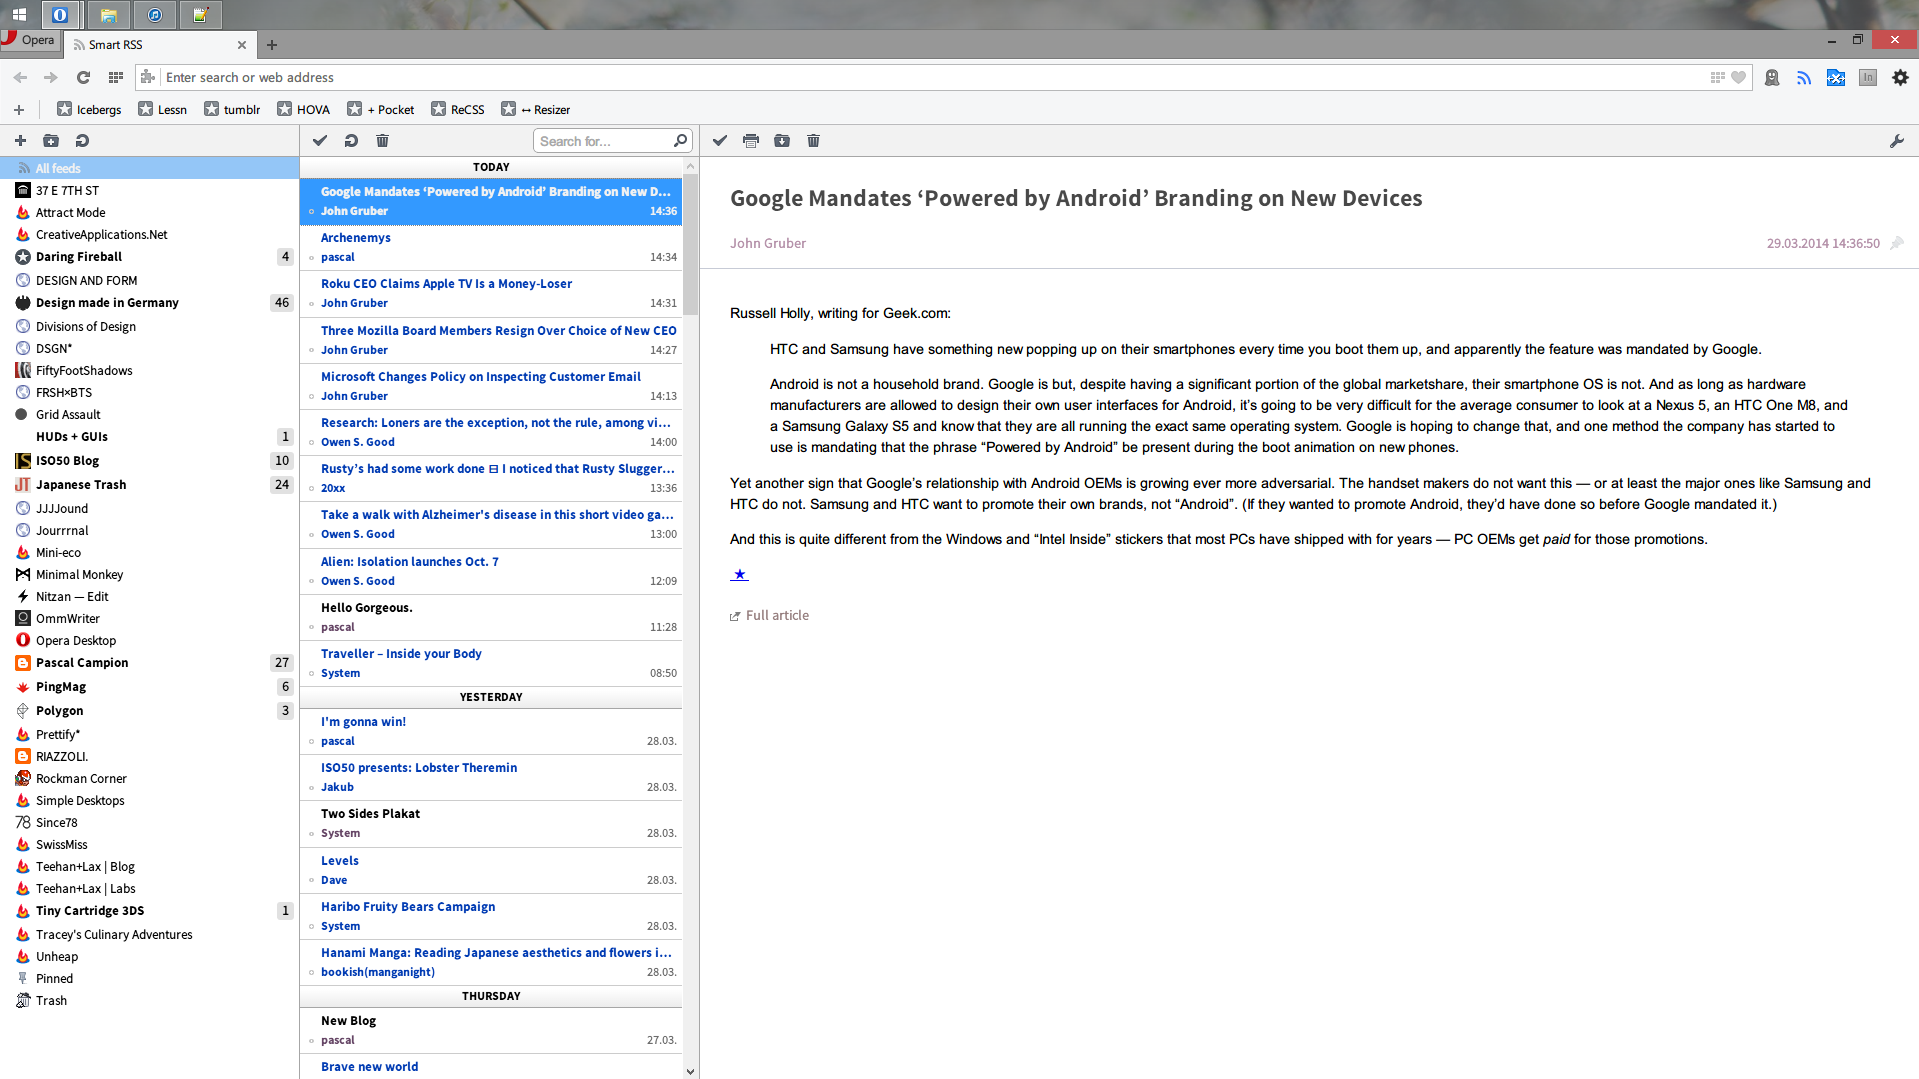 Opera
Smart RSS
Enter search or web address
In
Icebergs
Lessn
tumblr
HOVA
+ Pocket
ReCSS
↔ Resizer
Search for...
All feeds
37 E 7TH ST
Attract Mode
CreativeApplications.Net
Daring Fireball 4
DESIGN AND FORM
Design made in Germany 46
Divisions of Design
DSGN*
FiftyFootShadows
FRSH×BTS
Grid Assault
HUDs + GUIs 1
ISO50 Blog 10
Japanese Trash 24
JJJJound
Jourrrnal
Mini-eco
Minimal Monkey
Nitzan — Edit
OmmWriter
Opera Desktop
Pascal Campion 27
PingMag 6
Polygon 3
Prettify*
RIAZZOLI.
Rockman Corner
Simple Desktops
78 Since78
SwissMiss
Teehan+Lax | Blog
Teehan+Lax | Labs
Tiny Cartridge 3DS 1
Tracey's Culinary Adventures
Unheap
Pinned
Trash
TODAY
Google Mandates ‘Powered by Android’ Branding on New D...
John Gruber 14:36
Archenemys
pascal 14:34
Roku CEO Claims Apple TV Is a Money-Loser
John Gruber 14:31
Three Mozilla Board Members Resign Over Choice of New CEO
John Gruber 14:27
Microsoft Changes Policy on Inspecting Customer Email
John Gruber 14:13
Research: Loners are the exception, not the rule, among vi...
Owen S. Good 14:00
Rusty’s had some work done ⊟ I noticed that Rusty Slugger...
20xx 13:36
Take a walk with Alzheimer's disease in this short video ga...
Owen S. Good 13:00
Alien: Isolation launches Oct. 7
Owen S. Good 12:09
Hello Gorgeous.
pascal 11:28
Traveller – Inside your Body
System 08:50
YESTERDAY
I'm gonna win!
pascal 28.03.
ISO50 presents: Lobster Theremin
Jakub 28.03.
Two Sides Plakat
System 28.03.
Levels
Dave 28.03.
Haribo Fruity Bears Campaign
System 28.03.
Hanami Manga: Reading Japanese aesthetics and flowers i...
bookish(manganight) 28.03.
THURSDAY
New Blog
pascal 27.03.
Brave new world
Google Mandates ‘Powered by Android’ Branding on New Devices
John Gruber 29.03.2014 14:36:50
Russell Holly, writing for Geek.com:
HTC and Samsung have something new popping up on their smartphones every time you boot them up, and apparently the feature was mandated by Google.
Android is not a household brand. Google is but, despite having a significant portion of the global marketshare, their smartphone OS is not. And as long as hardware
manufacturers are allowed to design their own user interfaces for Android, it’s going to be very difficult for the average consumer to look at a Nexus 5, an HTC One M8, and
a Samsung Galaxy S5 and know that they are all running the exact same operating system. Google is hoping to change that, and one method the company has started to
use is mandating that the phrase “Powered by Android” be present during the boot animation on new phones.
Yet another sign that Google’s relationship with Android OEMs is growing ever more adversarial. The handset makers do not want this — or at least the major ones like Samsung and
HTC do not. Samsung and HTC want to promote their own brands, not “Android”. (If they wanted to promote Android, they’d have done so before Google mandated it.)
And this is quite different from the Windows and “Intel Inside” stickers that most PCs have shipped with for years — PC OEMs get paid for those promotions.
★
Full article